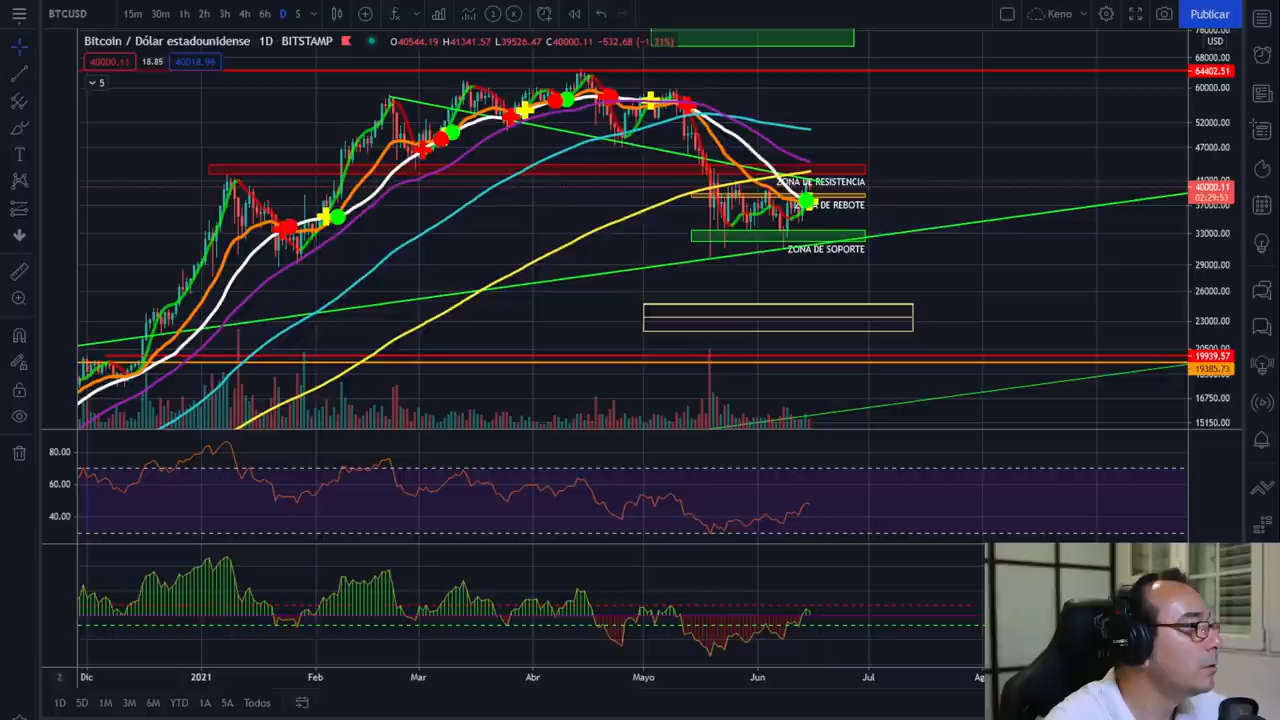 BTCUSD 15m 30m 1h 2h 3h 4h 6h D S Keno Publicar
Bitcoin / Dólar estadounidense 1D BITSTAMP O40544.19 H41341.57 L39526.47 C40000.11 -532.68 (-1.31%)
40000.11 18.85 40018.96
5
76000.00
USD
68000.00
64402.51
60000.00
52000.00
47000.00
41000.00
40000.11
02:29:53
37000.00
33000.00
29000.00
26000.00
23000.00
20500.00
19939.57
19385.73
16750.00
15150.00
ZONA DE RESISTENCIA
DE REBOTE
ZONA DE SOPORTE
80.00
60.00
40.00
Z Dic 2021 Feb Mar Abr Mayo Jun Jul
1D 5D 1M 3M 6M YTD 1A 5A Todos